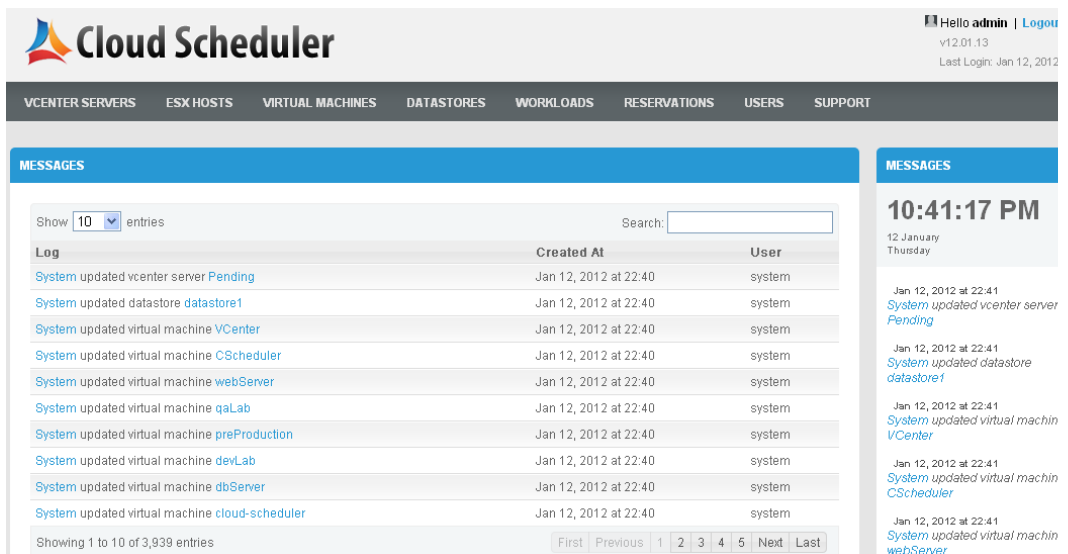 Cloud Scheduler
Hello admin | Logou
v12.01.13
Last Login: Jan 12, 2012
VCENTER SERVERS ESX HOSTS VIRTUAL MACHINES DATASTORES WORKLOADS RESERVATIONS USERS SUPPORT
MESSAGES
Show 10 entries Search:
Log Created At User
System updated vcenter server Pending Jan 12, 2012 at 22:40 system
System updated datastore datastore1 Jan 12, 2012 at 22:40 system
System updated virtual machine VCenter Jan 12, 2012 at 22:40 system
System updated virtual machine CScheduler Jan 12, 2012 at 22:40 system
System updated virtual machine webServer Jan 12, 2012 at 22:40 system
System updated virtual machine qaLab Jan 12, 2012 at 22:40 system
System updated virtual machine preProduction Jan 12, 2012 at 22:40 system
System updated virtual machine devLab Jan 12, 2012 at 22:40 system
System updated virtual machine dbServer Jan 12, 2012 at 22:40 system
System updated virtual machine cloud-scheduler Jan 12, 2012 at 22:40 system
Showing 1 to 10 of 3,939 entries First Previous 1 2 3 4 5 Next Last
MESSAGES
10:41:17 PM
12 January
Thursday
Jan 12, 2012 at 22:41
System updated vcenter server
Pending
Jan 12, 2012 at 22:41
System updated datastore
datastore1
Jan 12, 2012 at 22:41
System updated virtual machin
VCenter
Jan 12, 2012 at 22:41
System updated virtual machin
CScheduler
Jan 12, 2012 at 22:41
System updated virtual machin
webServer